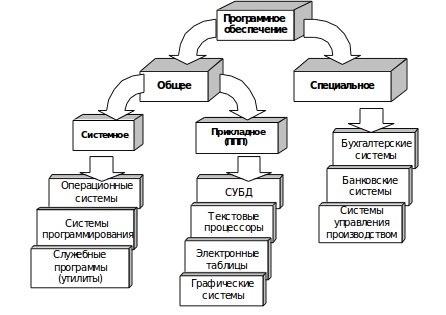 Программное
обеспечение
Общее
Специальное
Системное
Прикладное
(ППП)
Операционные
системы
Системы
программирования
Служебные
программы
(утилиты)
СУБД
Текстовые
процессоры
Электронные
таблицы
Графические
системы
Бухгалтерские
системы
Банковские
системы
Системы
управления
производством